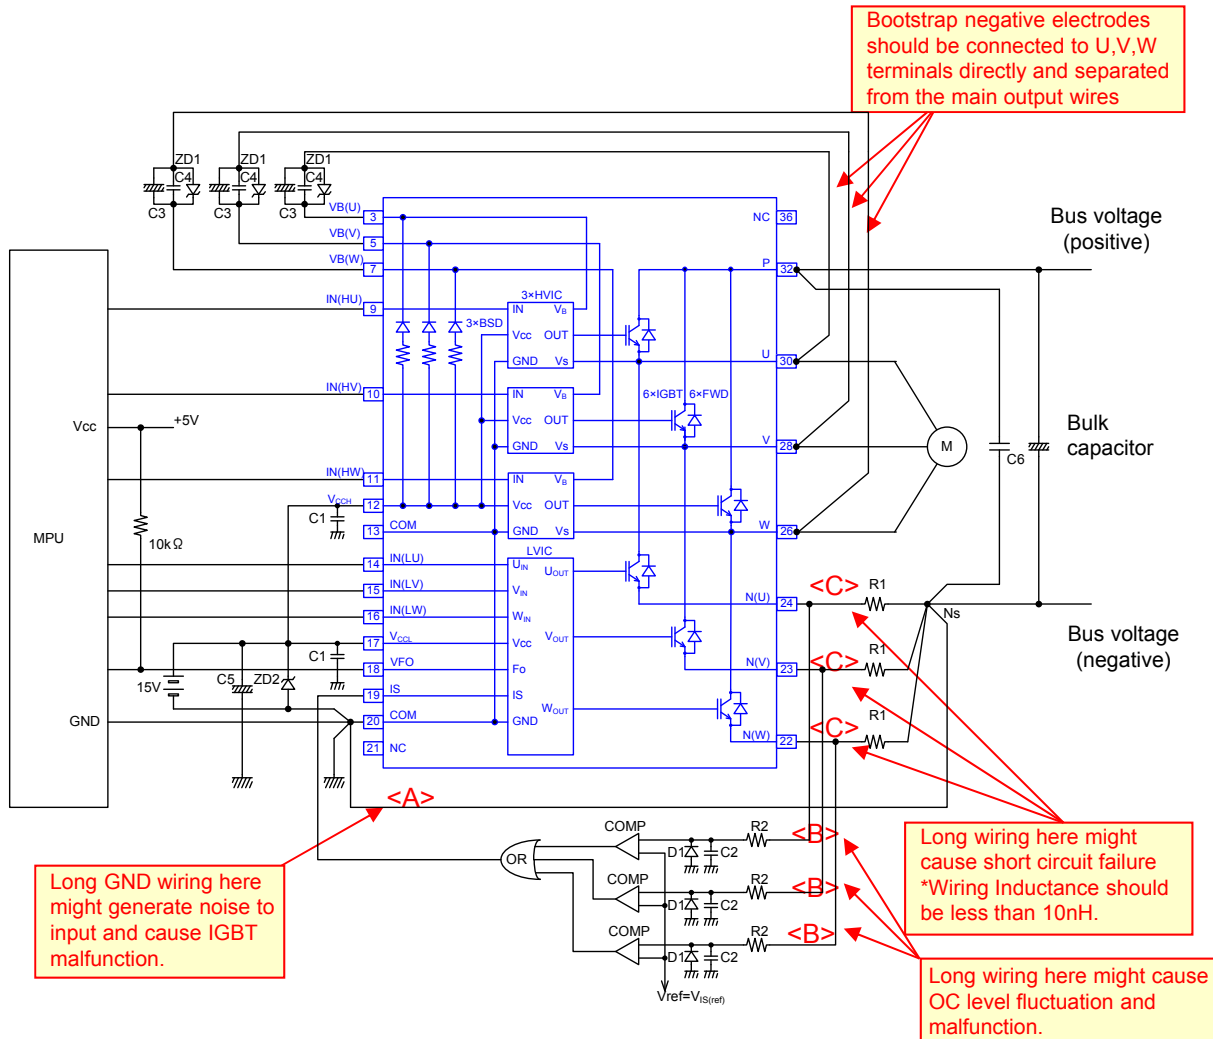 Bootstrap negative electrodes
should be connected to U,V,W
terminals directly and separated
from the main output wires
ZD1
C4
C3
ZD1
C4
C3
ZD1
C4
C3
VB(U)
3
VB(V)
5
VB(W)
7
NC
36
Bus voltage
(positive)
P
32
IN(HU)
9
3×HVIC
3×BSD
IN
VB
Vcc
OUT
GND
Vs
U
30
IN(HV)
10
IN
VB
Vcc
OUT
GND
Vs
6×IGBT
6×FWD
V
28
Vcc
+5V
M
C6
Bulk
capacitor
IN(HW)
11
IN
VB
Vcc
OUT
GND
Vs
VCCH
12
C1
COM
13
W
26
MPU
10kΩ
LVIC
IN(LU)
14
UIN
UOUT
IN(LV)
15
VIN
IN(LW)
16
WIN
VOUT
VCCL
17
Vcc
C1
VFO
18
Fo
IS
19
IS
WOUT
COM
20
GND
NC
21
15V
C5
ZD2
GND
N(U)
24
<C>
R1
Ns
Bus voltage
(negative)
N(V)
23
<C>
R1
N(W)
22
<C>
R1
<A>
COMP
D1
C2
R2
<B>
OR
COMP
D1
C2
R2
<B>
COMP
D1
C2
R2
<B>
Vref=VIS(ref)
Long GND wiring here
might generate noise to
input and cause IGBT
malfunction.
Long wiring here might
cause short circuit failure
*Wiring Inductance should
be less than 10nH.
Long wiring here might cause
OC level fluctuation and
malfunction.